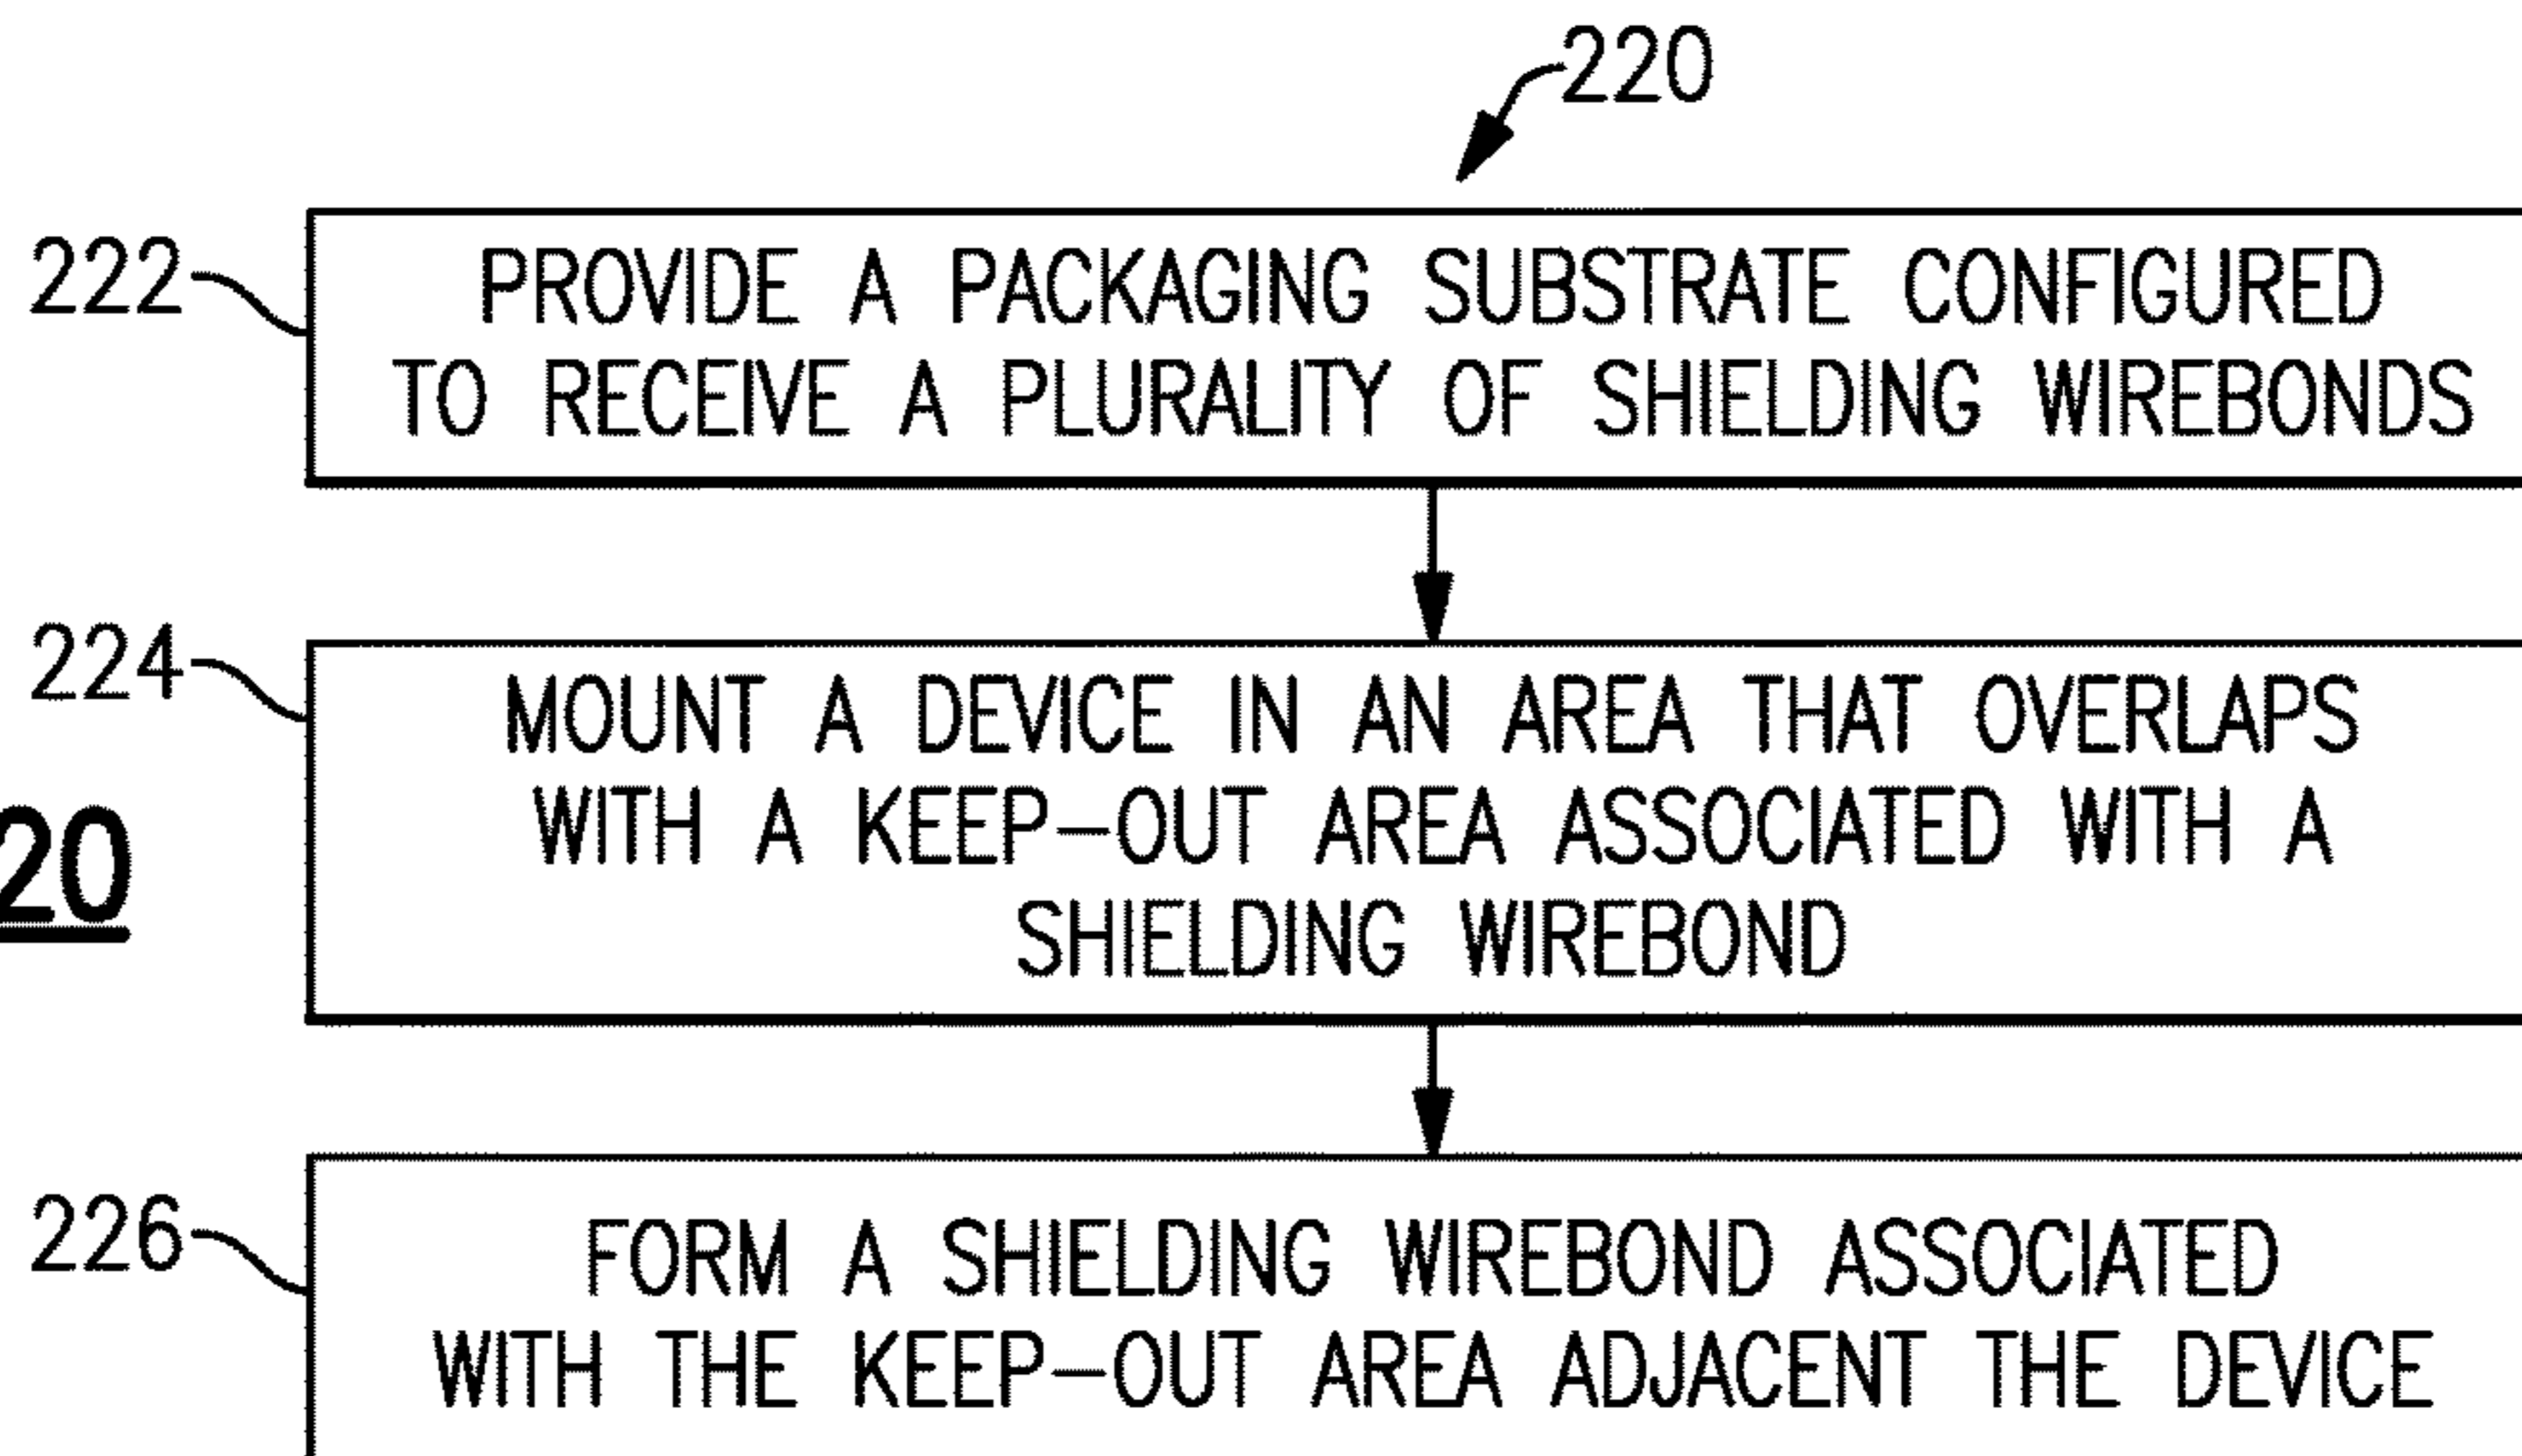 220
222
PROVIDE A PACKAGING SUBSTRATE CONFIGURED
TO RECEIVE A PLURALITY OF SHIELDING WIREBONDS
224
MOUNT A DEVICE IN AN AREA THAT OVERLAPS
WITH A KEEP-OUT AREA ASSOCIATED WITH A
SHIELDING WIREBOND
20
226
FORM A SHIELDING WIREBOND ASSOCIATED
WITH THE KEEP-OUT AREA ADJACENT THE DEVICE